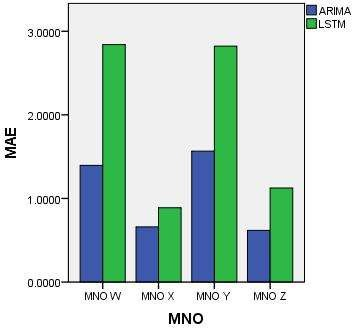 ARIMA
LSTM
3.0000
2.0000
1.0000
0.0000
MAE
MNO W MNO X MNO Y MNO Z
MNO